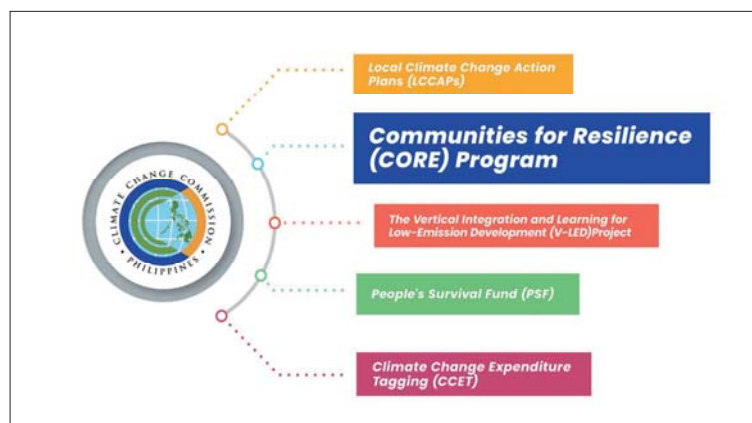 CLIMATE CHANGE COMMISSION
• PHILIPPINES •
Local Climate Change Action
Plans (LCCAPs)
Communities for Resilience
(CORE) Program
The Vertical Integration and Learning for
Low-Emission Development (V-LED)Project
People's Survival Fund (PSF)
Climate Change Expenditure
Tagging (CCET)